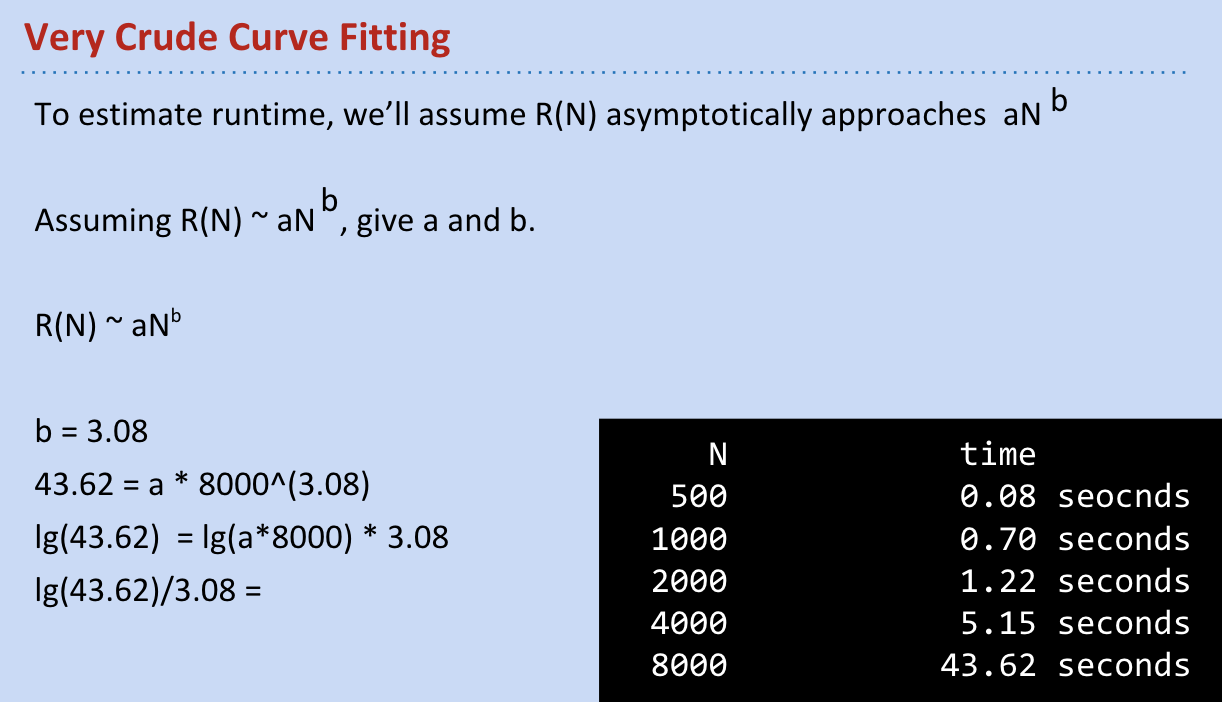 Very Crude Curve Fitting
To estimate runtime, we’ll assume R(N) asymptotically approaches aN b
Assuming R(N) ~ aN b, give a and b.
R(N) ~ aNᵇ
b = 3.08
43.62 = a * 8000^(3.08)
lg(43.62) = lg(a*8000) * 3.08
lg(43.62)/3.08 =
N time
500 0.08 seocnds
1000 0.70 seconds
2000 1.22 seconds
4000 5.15 seconds
8000 43.62 seconds